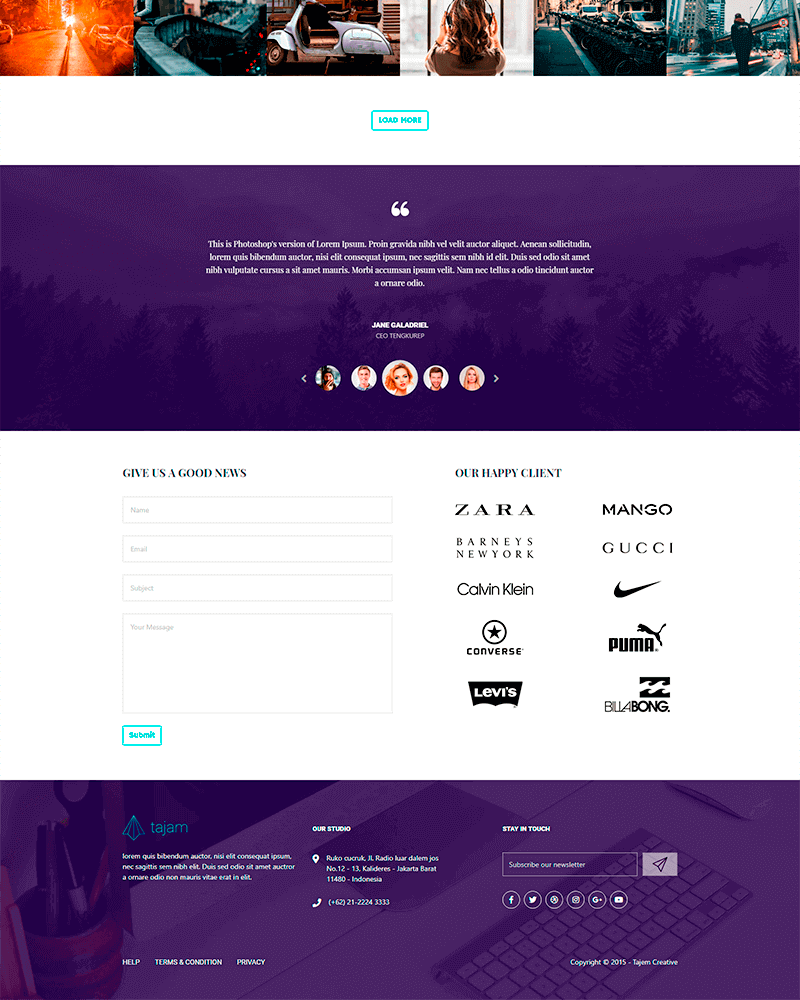 LOAD MORE
“
This is Photoshop's version of Lorem Ipsum. Proin gravida nibh vel velit auctor aliquet. Aenean sollicitudin,
lorem quis bibendum auctor, nisi elit consequat ipsum, nec sagittis sem nibh id elit. Duis sed odio sit amet
nibh vulputate cursus a sit amet mauris. Morbi accumsan ipsum velit. Nam nec tellus a odio tincidunt auctor
a ornare odio.
JANE GALADRIEL
CEO TENGKUREP
GIVE US A GOOD NEWS
Name
Email
Subject
Your Message
Submit
OUR HAPPY CLIENT
ZARA
MANGO
BARNEYS
NEWYORK
GUCCI
Calvin Klein
CONVERSE
PUMA
LEVI'S
BILLABONG
tajam
lorem quis bibendum auctor, nisi elit consequat ipsum,
nec sagittis sem nibh elit. Duis sed odio sit amet auctror
a ornare odio non mauris vitae erat in elit.
OUR STUDIO
Ruko cucruk, Jl. Radio luar dalem jos
No.12 - 13, Kalideres - Jakarta Barat
11480 - Indonesia
(+62) 21-2224 3333
STAY IN TOUCH
Subscribe our newsletter
HELP
TERMS & CONDITION
PRIVACY
Copyright © 2015 - Tajem Creative